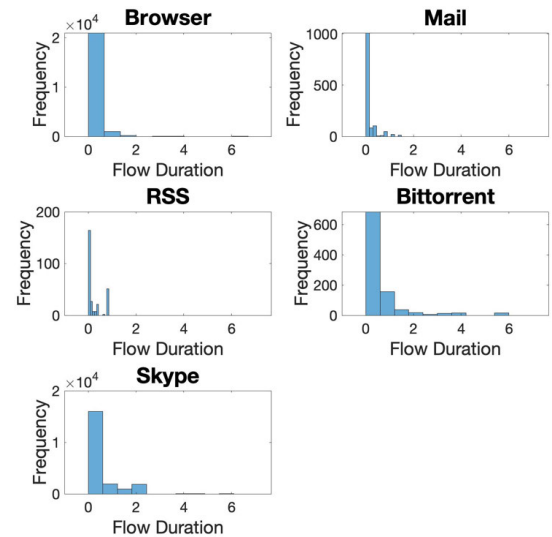 Browser
×10^4
2
1
0
Frequency
0 2 4 6
Flow Duration
Mail
1000
500
0
Frequency
0 2 4 6
Flow Duration
RSS
200
100
0
Frequency
0 2 4 6
Flow Duration
Bittorrent
600
400
200
0
Frequency
0 2 4 6
Flow Duration
Skype
×10^4
2
1
0
Frequency
0 2 4 6
Flow Duration